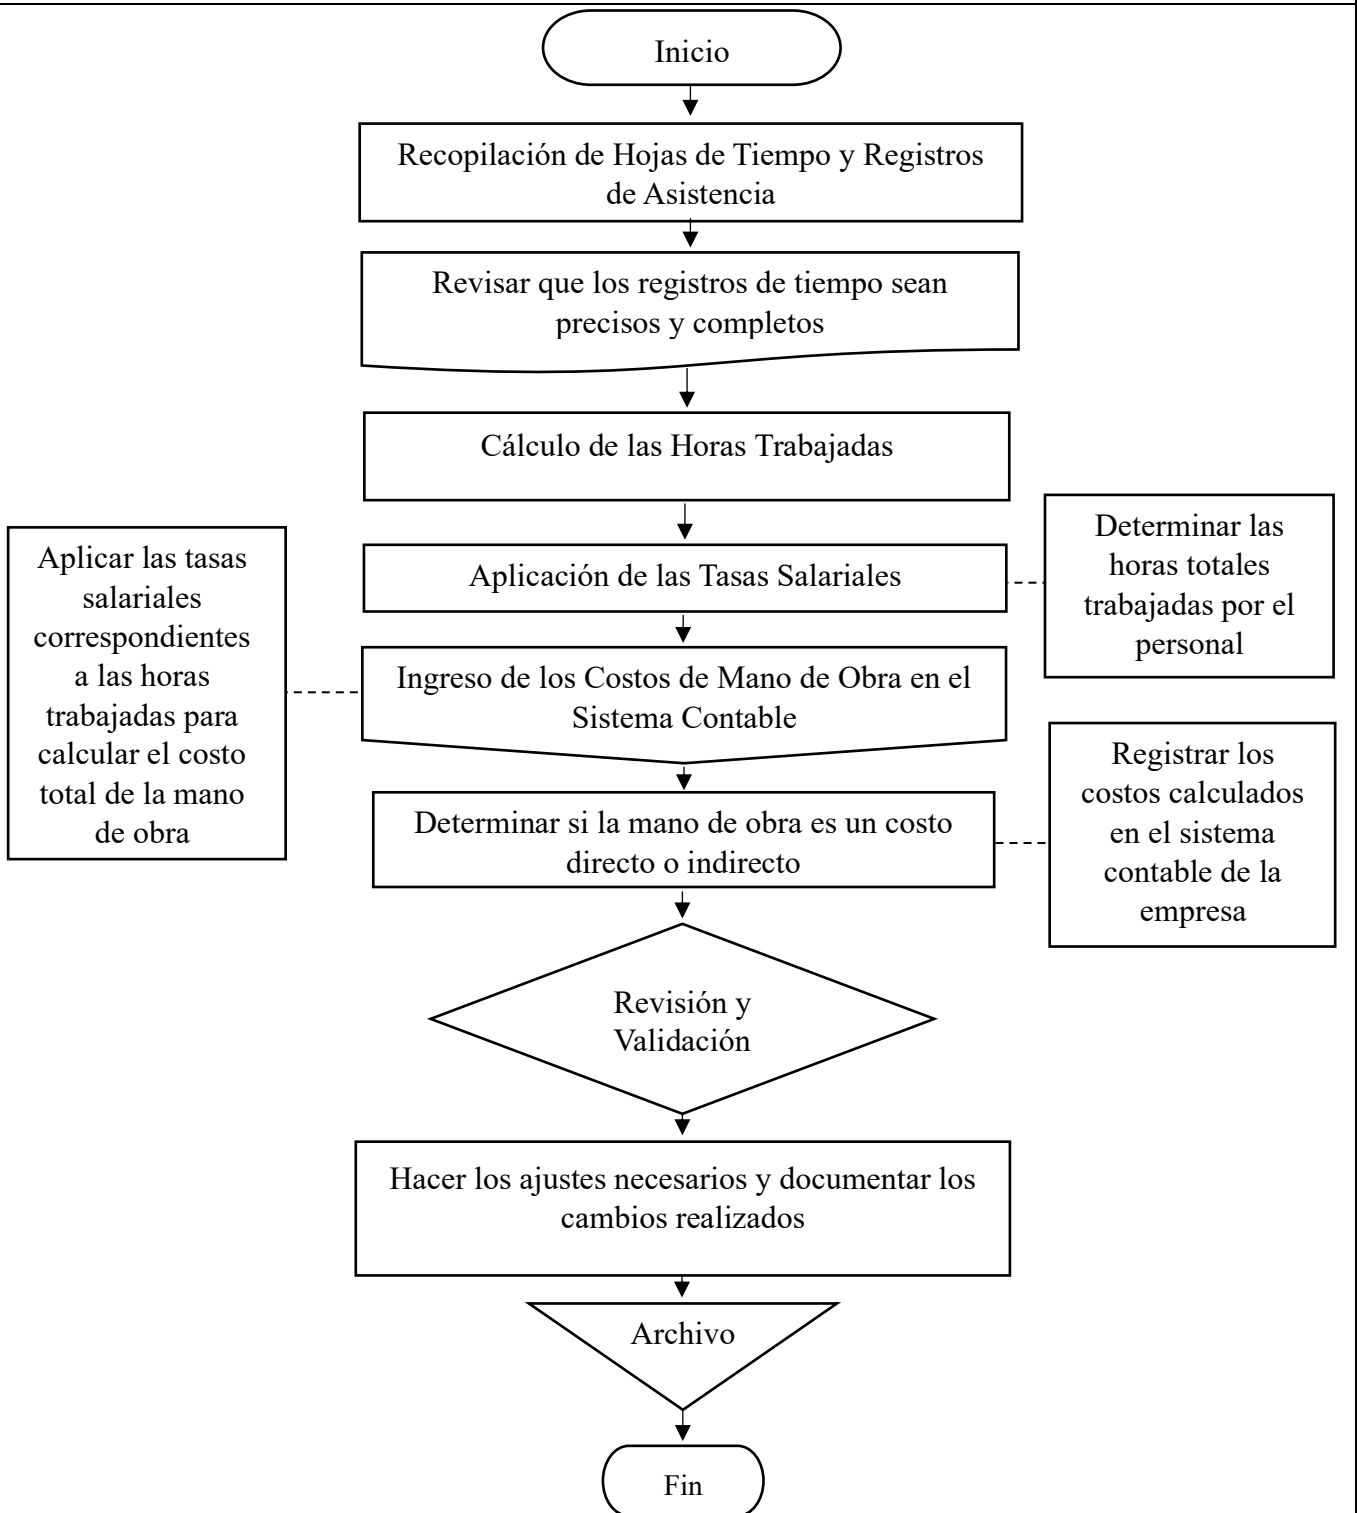 Inicio
Recopilación de Hojas de Tiempo y Registros
de Asistencia
Revisar que los registros de tiempo sean
precisos y completos
Cálculo de las Horas Trabajadas
Aplicación de las Tasas Salariales
Determinar las
horas totales
trabajadas por el
personal
Aplicar las tasas
salariales
correspondientes
a las horas
trabajadas para
calcular el costo
total de la mano
de obra
Ingreso de los Costos de Mano de Obra en el
Sistema Contable
Determinar si la mano de obra es un costo
directo o indirecto
Registrar los
costos calculados
en el sistema
contable de la
empresa
Revisión y
Validación
Hacer los ajustes necesarios y documentar los
cambios realizados
Archivo
Fin